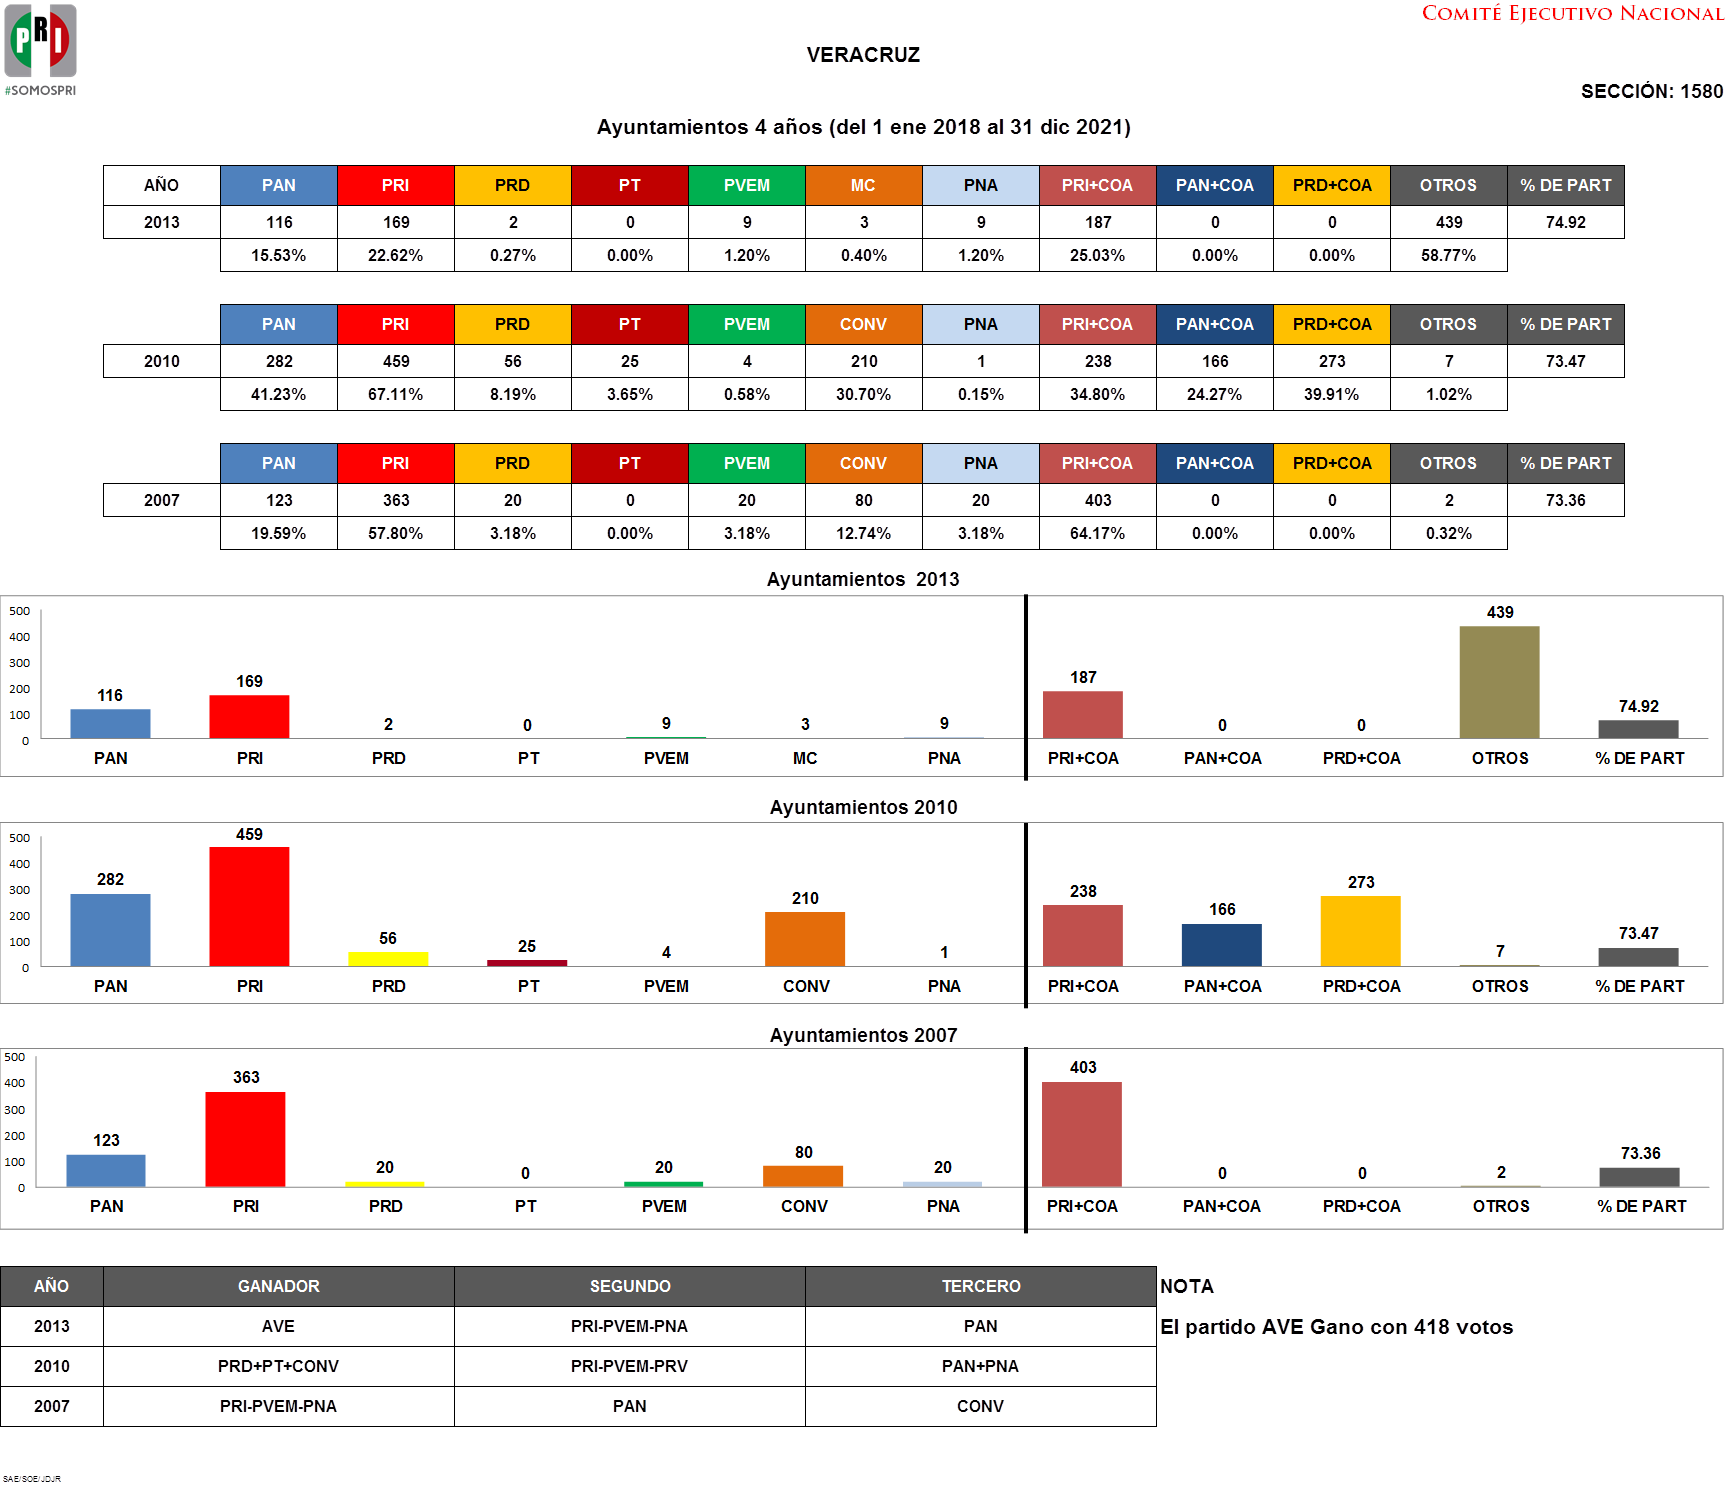 PRI
#SOMOSPRI
COMITÉ EJECUTIVO NACIONAL
VERACRUZ
SECCIÓN: 1580
Ayuntamientos 4 años (del 1 ene 2018 al 31 dic 2021)
AÑO PAN PRI PRD PT PVEM MC PNA PRI+COA PAN+COA PRD+COA OTROS % DE PART
2013 116 169 2 0 9 3 9 187 0 0 439 74.92
15.53% 22.62% 0.27% 0.00% 1.20% 0.40% 1.20% 25.03% 0.00% 0.00% 58.77%
PAN PRI PRD PT PVEM CONV PNA PRI+COA PAN+COA PRD+COA OTROS % DE PART
2010 282 459 56 25 4 210 1 238 166 273 7 73.47
41.23% 67.11% 8.19% 3.65% 0.58% 30.70% 0.15% 34.80% 24.27% 39.91% 1.02%
PAN PRI PRD PT PVEM CONV PNA PRI+COA PAN+COA PRD+COA OTROS % DE PART
2007 123 363 20 0 20 80 20 403 0 0 2 73.36
19.59% 57.80% 3.18% 0.00% 3.18% 12.74% 3.18% 64.17% 0.00% 0.00% 0.32%
Ayuntamientos 2013
500
400
300
200
100
0
116 169 2 0 9 3 9 187 0 0 439 74.92
PAN PRI PRD PT PVEM MC PNA PRI+COA PAN+COA PRD+COA OTROS % DE PART
Ayuntamientos 2010
500
400
300
200
100
0
282 459 56 25 4 210 1 238 166 273 7 73.47
PAN PRI PRD PT PVEM CONV PNA PRI+COA PAN+COA PRD+COA OTROS % DE PART
Ayuntamientos 2007
500
400
300
200
100
0
123 363 20 0 20 80 20 403 0 0 2 73.36
PAN PRI PRD PT PVEM CONV PNA PRI+COA PAN+COA PRD+COA OTROS % DE PART
AÑO GANADOR SEGUNDO TERCERO NOTA
2013 AVE PRI-PVEM-PNA PAN El partido AVE Gano con 418 votos
2010 PRD+PT+CONV PRI-PVEM-PRV PAN+PNA
2007 PRI-PVEM-PNA PAN CONV
SAE/SOE/JDJR